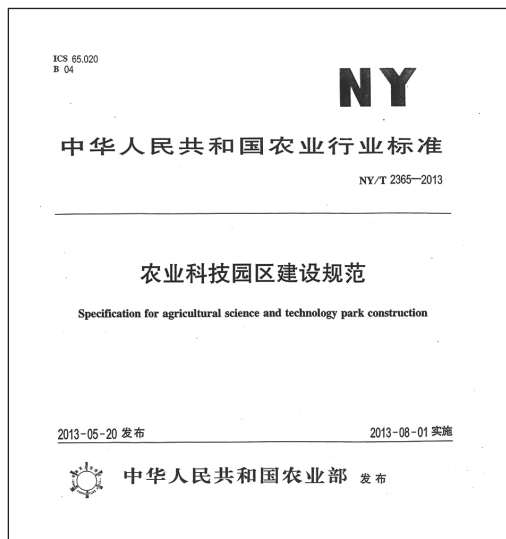 ICS 65.020
B 04
NY
中华人民共和国农业行业标准
NY/T 2365—2013
农业科技园区建设规范
Specification for agricultural science and technology park construction
2013-05-20 发布
2013-08-01 实施
中华人民共和国农业部 发布